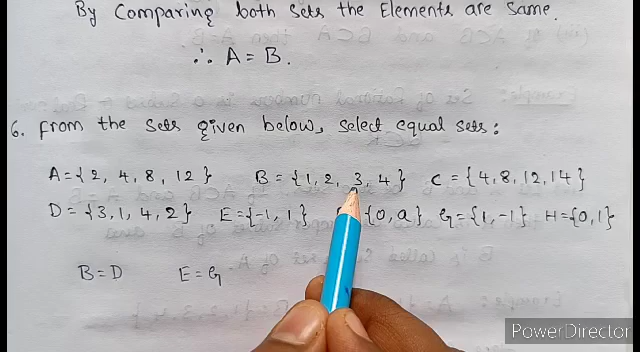 By Comparing both Sets the Elements are Same.
∴ A = B.
6. From the Sets given below, select equal sets:
A = {2, 4, 8, 12} B = {1, 2, 3, 4} C = {4, 8, 12, 14}
D = {3, 1, 4, 2} E = {-1, 1} {0, a} G = {1, -1} H = {0, 1}
B = D E = G
PowerDirector